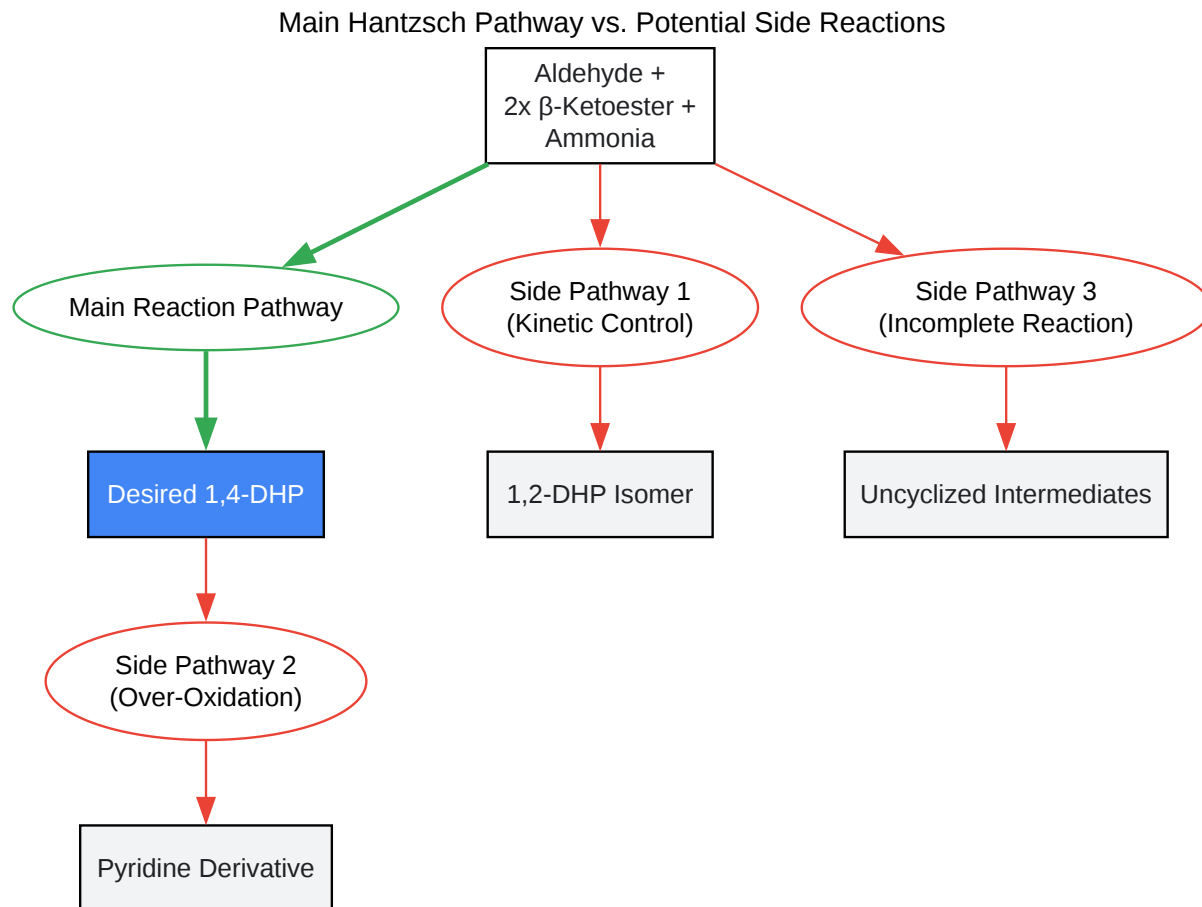 Main Hantzsch Pathway vs. Potential Side Reactions
Aldehyde +
2x β-Ketoester +
Ammonia
Main Reaction Pathway
Side Pathway 1
(Kinetic Control)
Side Pathway 3
(Incomplete Reaction)
Desired 1,4-DHP
1,2-DHP Isomer
Uncyclized Intermediates
Side Pathway 2
(Over-Oxidation)
Pyridine Derivative